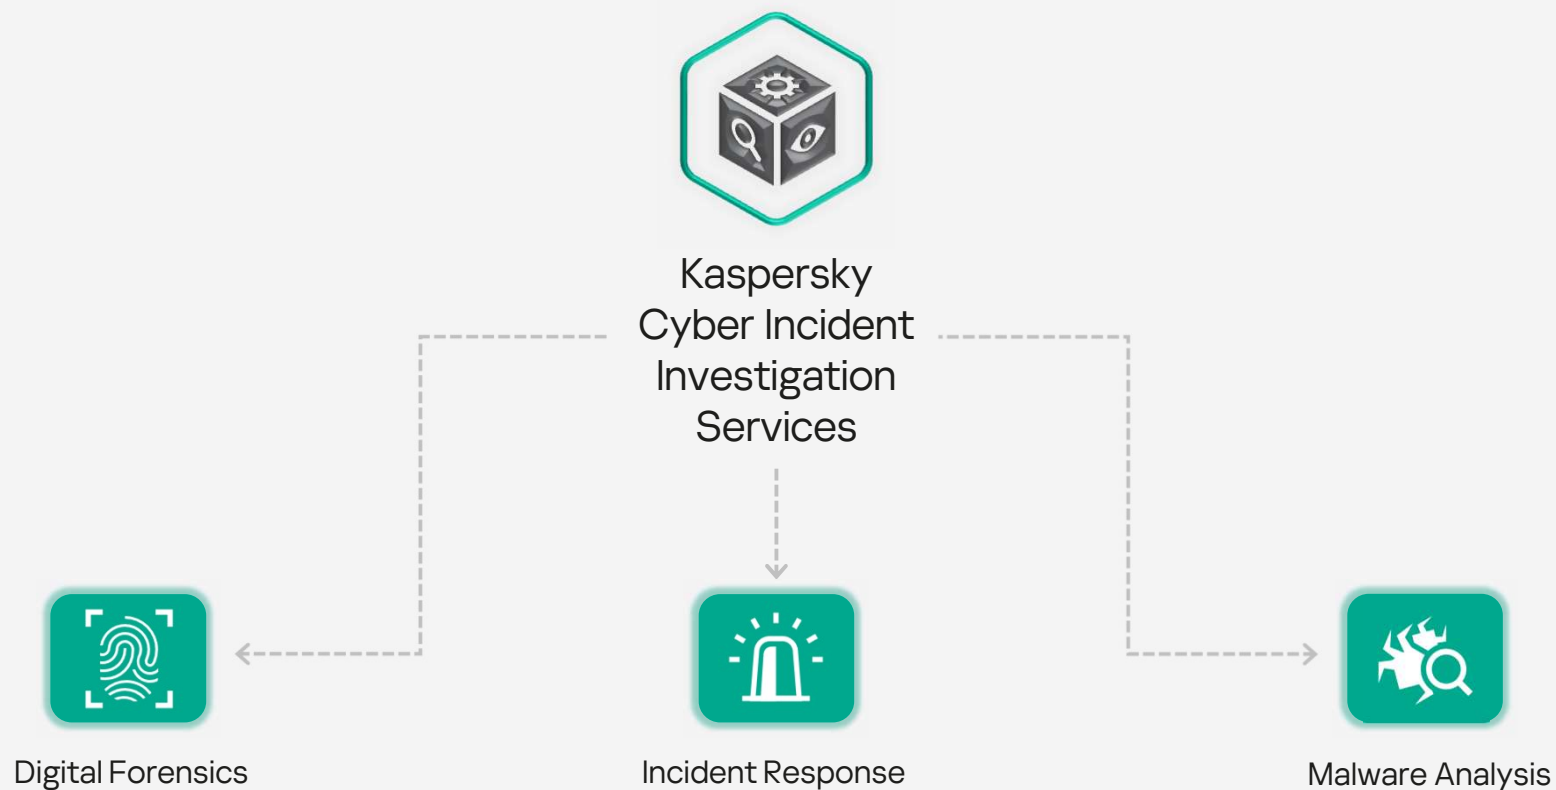 Kaspersky
Cyber Incident
Investigation
Services
Digital Forensics
Incident Response
Malware Analysis